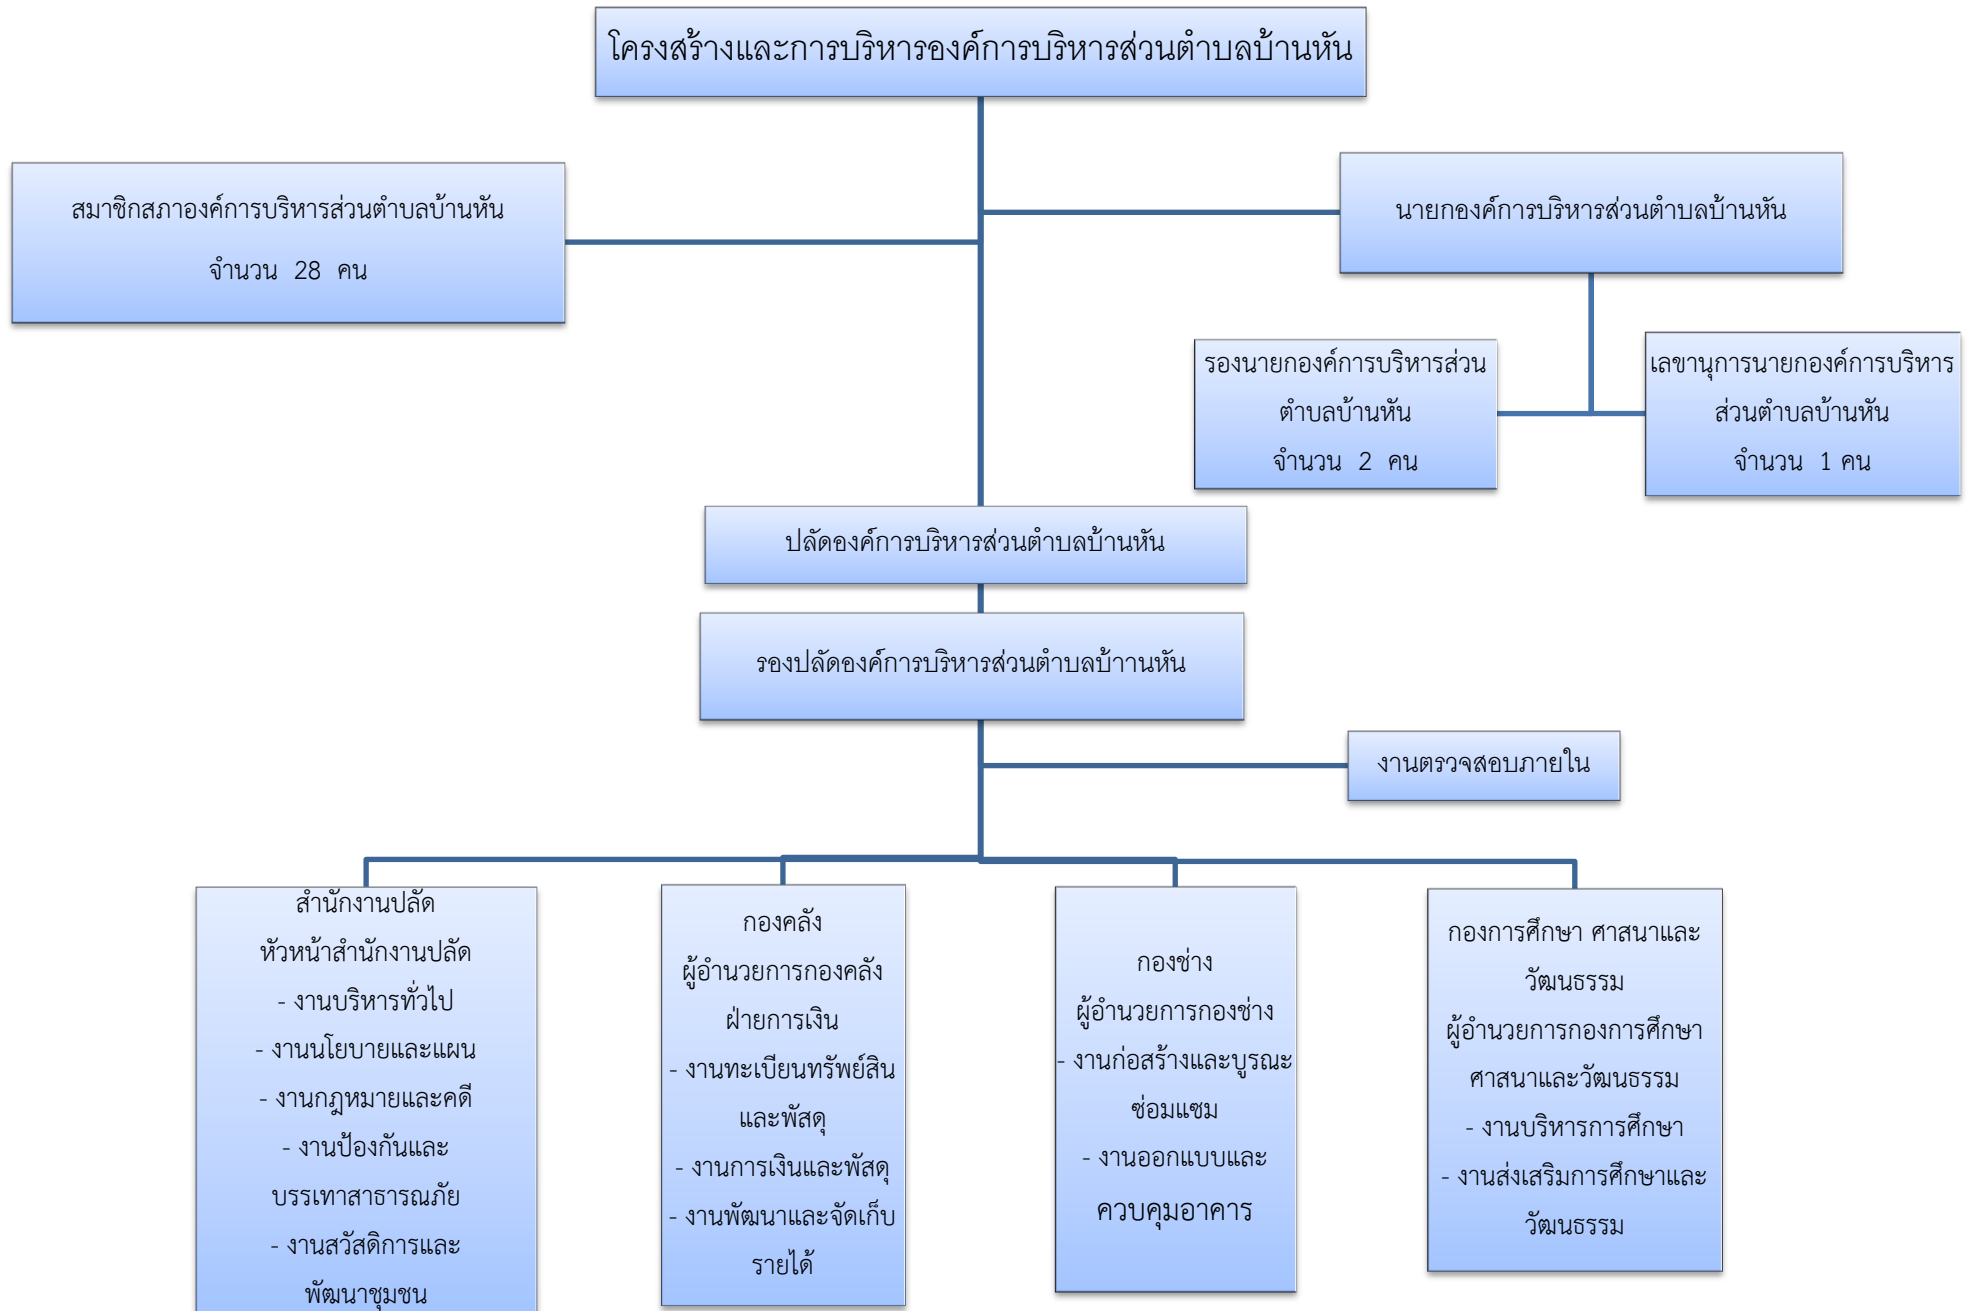 โครงสร้างและการบริหารองค์การบริหารส่วนตำบลบ้านหัน
สมาชิกสภาองค์การบริหารส่วนตำบลบ้านหัน
จำนวน 28 คน
นายกองค์การบริหารส่วนตำบลบ้านหัน
รองนายกองค์การบริหารส่วน
ตำบลบ้านหัน
จำนวน 2 คน
เลขานุการนายกองค์การบริหาร
ส่วนตำบลบ้านหัน
จำนวน 1 คน
ปลัดองค์การบริหารส่วนตำบลบ้านหัน
รองปลัดองค์การบริหารส่วนตำบลบ้าานหัน
งานตรวจสอบภายใน
สำนักงานปลัด
หัวหน้าสำนักงานปลัด
- งานบริหารทั่วไป
- งานนโยบายและแผน
- งานกฎหมายและคดี
- งานป้องกันและ
บรรเทาสาธารณภัย
- งานสวัสดิการและ
พัฒนาชุมชน
กองคลัง
ผู้อำนวยการกองคลัง
ฝ่ายการเงิน
- งานทะเบียนทรัพย์สิน
และพัสดุ
- งานการเงินและพัสดุ
- งานพัฒนาและจัดเก็บ
รายได้
กองช่าง
ผู้อำนวยการกองช่าง
- งานก่อสร้างและบูรณะ
ซ่อมแซม
- งานออกแบบและ
ควบคุมอาคาร
กองการศึกษา ศาสนาและ
วัฒนธรรม
ผู้อำนวยการกองการศึกษา
ศาสนาและวัฒนธรรม
- งานบริหารการศึกษา
- งานส่งเสริมการศึกษาและ
วัฒนธรรม